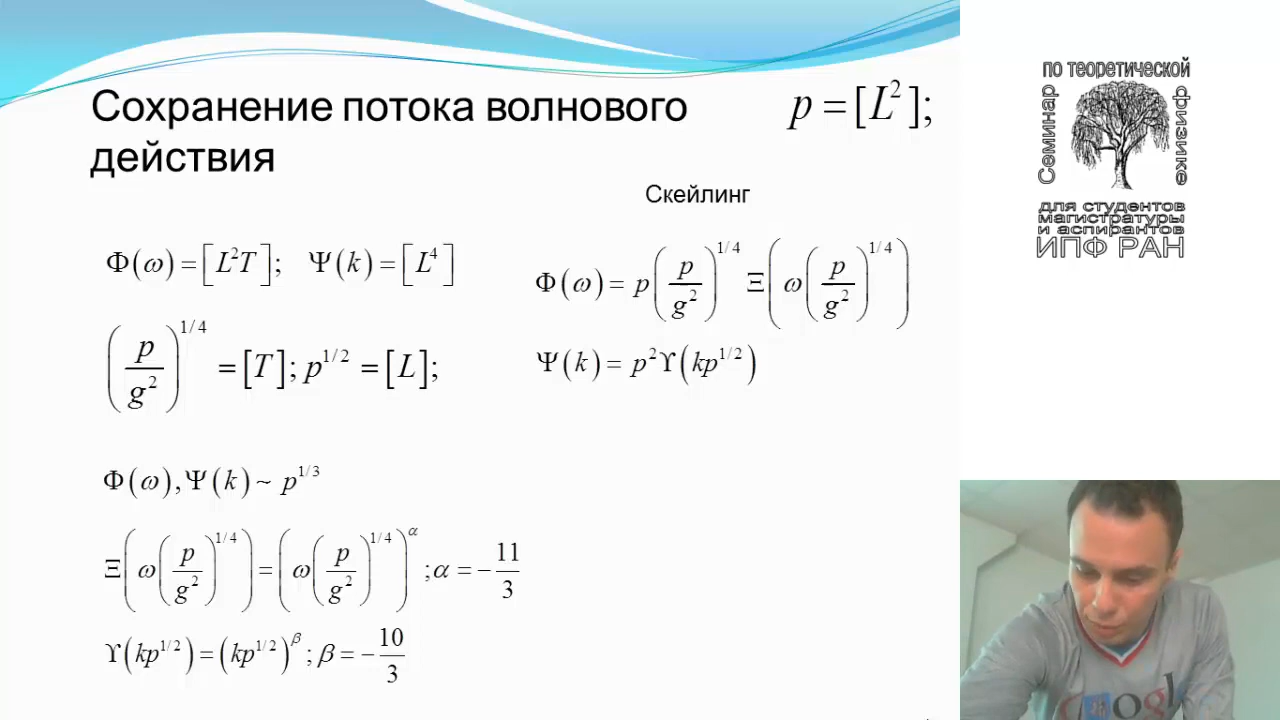 Сохранение потока волнового
действия
p = [L²];
Скейлинг
Φ(ω) = [L²T]; Ψ(k) = [L⁴]
(p/g²)^{1/4} = [T]; p^{1/2} = [L];
Φ(ω) = p (p/g²)^{1/4} Ξ(ω (p/g²)^{1/4})
Ψ(k) = p² ϒ(kp^{1/2})
Φ(ω), Ψ(k) ~ p^{1/3}
Ξ(ω (p/g²)^{1/4}) = (ω (p/g²)^{1/4})^α ; α = −11/3
ϒ(kp^{1/2}) = (kp^{1/2})^β ; β = −10/3
Семинар
по теоретической
физике
для студентов
магистратуры
и аспирантов
ИПФ РАН
Google